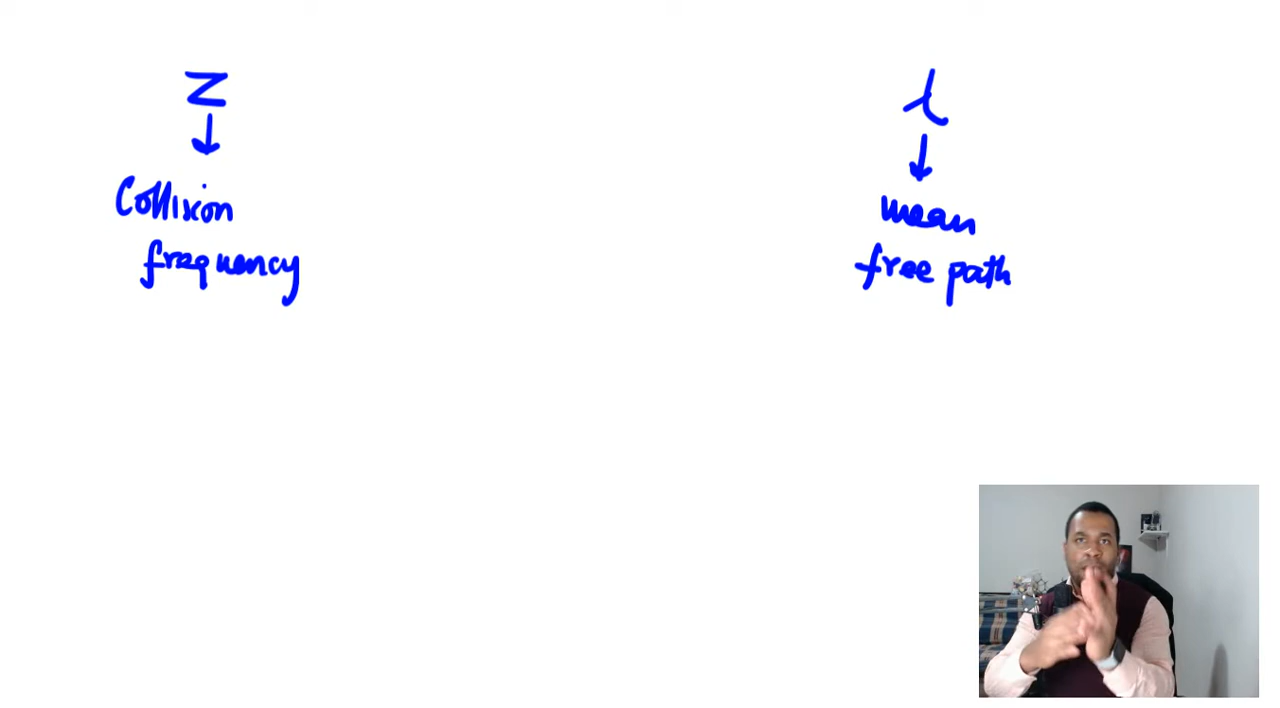 Z
Collision
frequency
λ
mean
free path